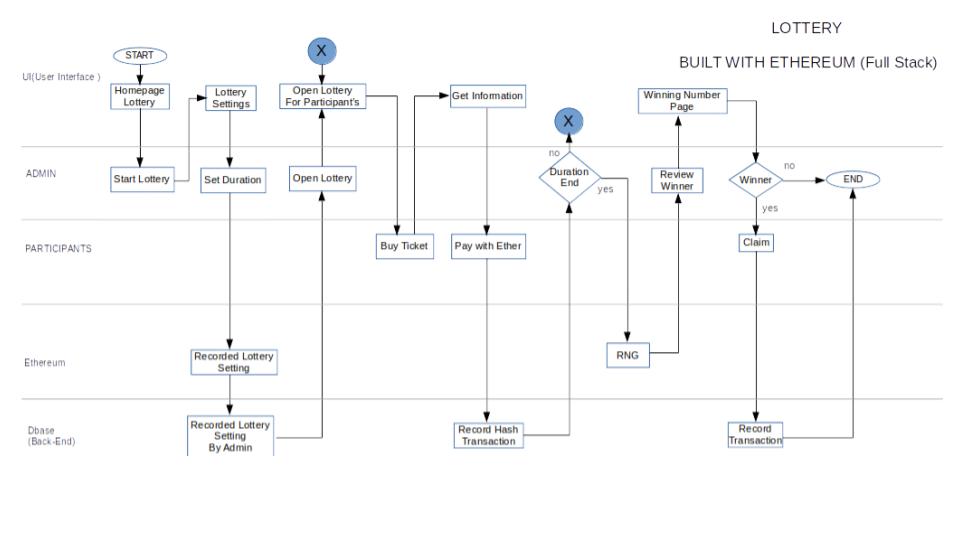 LOTTERY
BUILT WITH ETHEREUM (Full Stack)
UI(User Interface )
START
Homepage
Lottery
Lottery
Settings
X
Open Lottery
For Participant's
Get Information
X
Winning Number
Page
ADMIN
Start Lottery
Set Duration
Open Lottery
no
Duration
End
yes
Review
Winner
Winner
no
yes
END
PARTICIPANTS
Buy Ticket
Pay with Ether
Claim
Ethereum
Recorded Lottery
Setting
RNG
Dbase
(Back-End)
Recorded Lottery
Setting
By Admin
Record Hash
Transaction
Record
Transaction